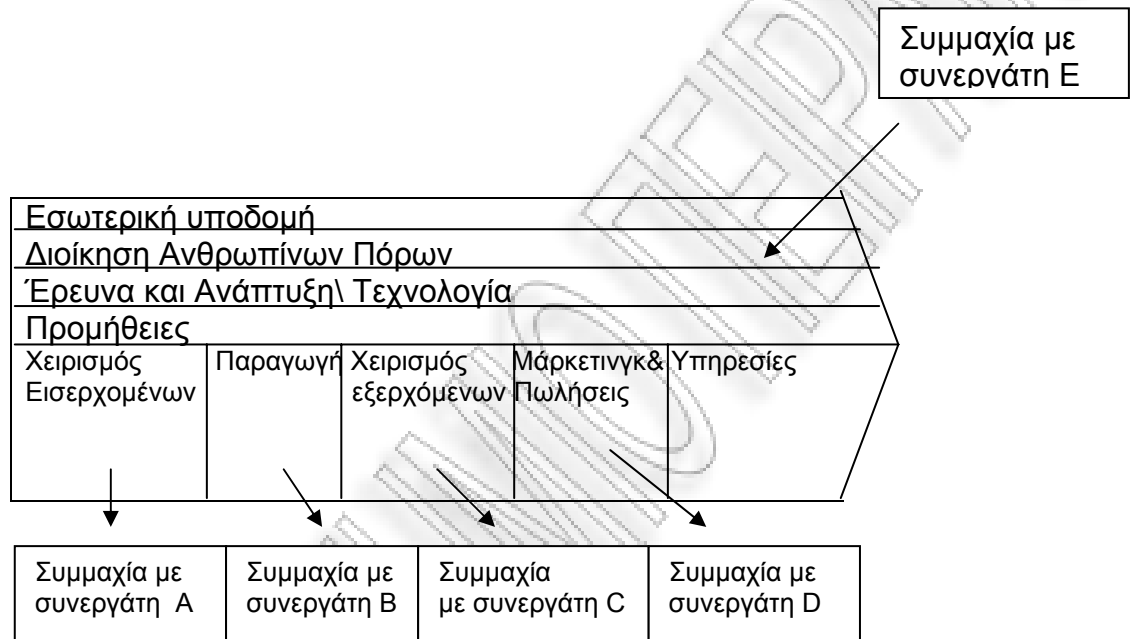 Συμμαχία με
συνεργάτη Ε
Εσωτερική υποδομή
Διοίκηση Ανθρωπίνων Πόρων
Έρευνα και Ανάπτυξη\ Τεχνολογία
Προμήθειες
Χειρισμός
Εισερχομένων
Παραγωγή
Χειρισμός
εξερχόμενων
Μάρκετινγκ&
Πωλήσεις
Υπηρεσίες
Συμμαχία με
συνεργάτη Α
Συμμαχία με
συνεργάτη Β
Συμμαχία
με συνεργάτη C
Συμμαχία με
συνεργάτη D